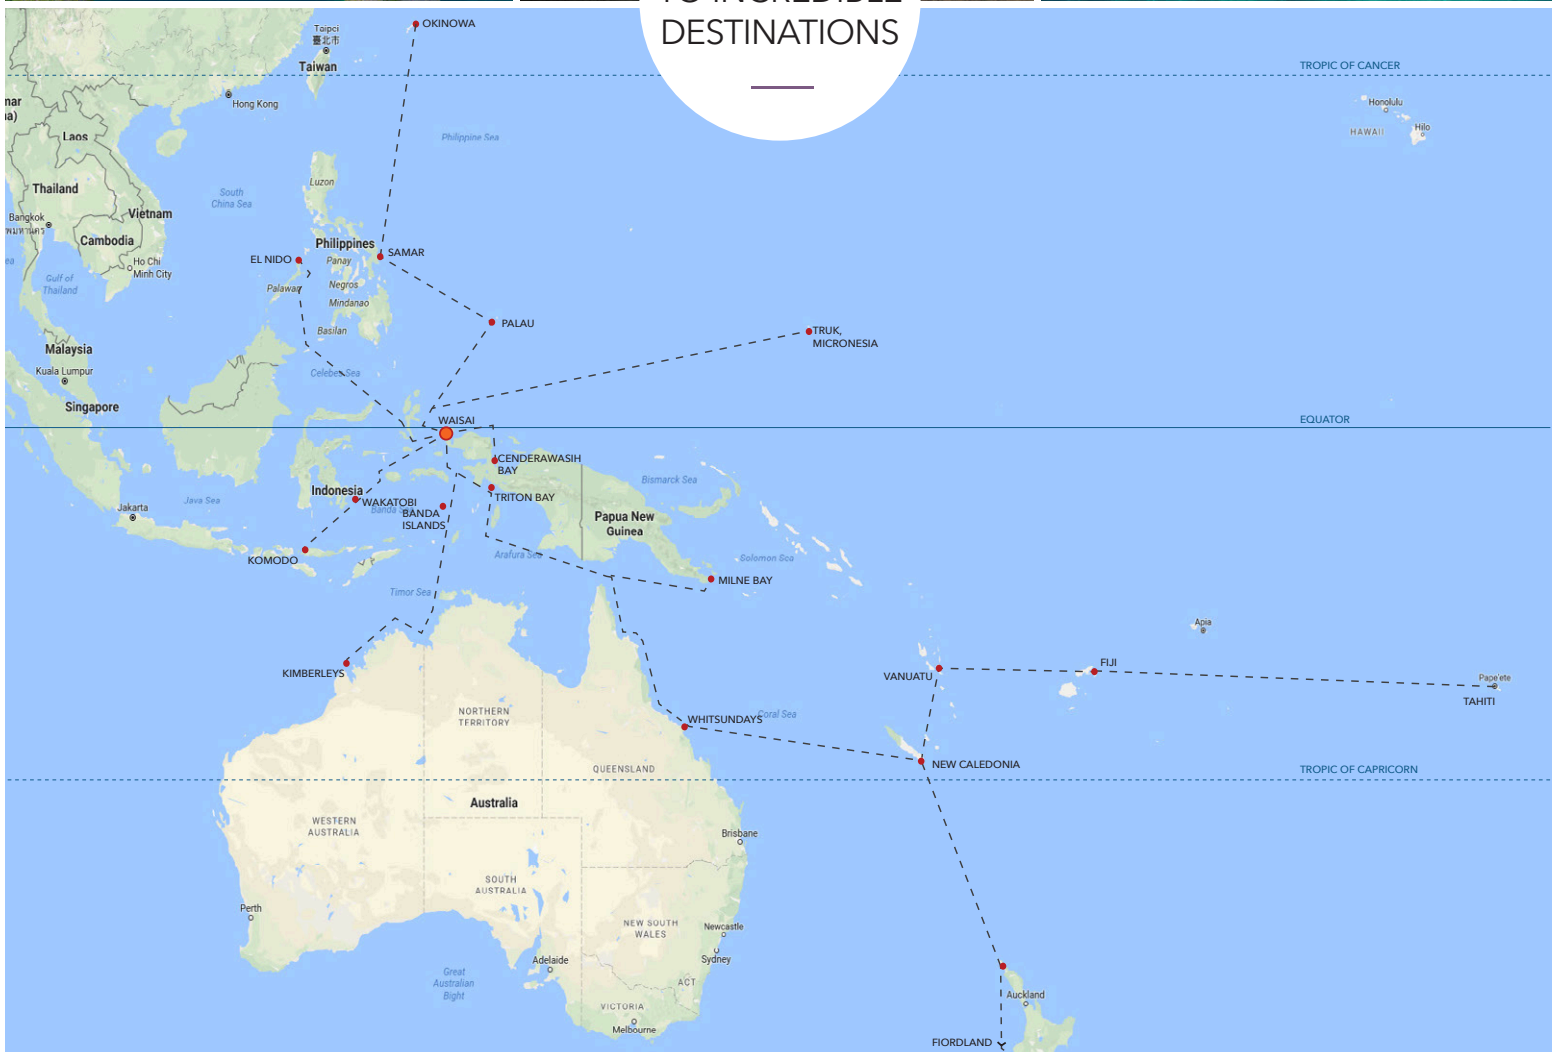 DESTINATIONS
OKINOWA
Taipei
臺北市
Taiwan
TROPIC OF CANCER
Hong Kong
Honolulu
HAWAII
Hilo
Laos
Philippine Sea
Luzon
Thailand
South
China Sea
Vietnam
Bangkok
Cambodia
Philippines
SAMAR
EL NIDO
Panay
Ho Chi
Minh City
Gulf of
Thailand
Palawan
Negros
Mindanao
PALAU
Basilan
TRUK,
MICRONESIA
Malaysia
Kuala Lumpur
Celebes Sea
Singapore
WAISAI
EQUATOR
CENDERAWASIH
BAY
Bismarck Sea
Indonesia
TRITON BAY
WAKATOBI
Java Sea
Banda
BANDA
ISLANDS
Jakarta
Papua New
Guinea
Arafura Sea
Solomon Sea
KOMODO
MILNE BAY
Timor Sea
Apia
KIMBERLEYS
VANUATU
FIJI
Pape'ete
TAHITI
NORTHERN
TERRITORY
WHITSUNDAYS
Coral Sea
QUEENSLAND
NEW CALEDONIA
TROPIC OF CAPRICORN
Australia
WESTERN
AUSTRALIA
Brisbane
SOUTH
AUSTRALIA
Perth
NEW SOUTH
WALES
Newcastle
Sydney
Adelaide
Great
Australian
Bight
ACT
VICTORIA
Melbourne
Auckland
FIORDLAND